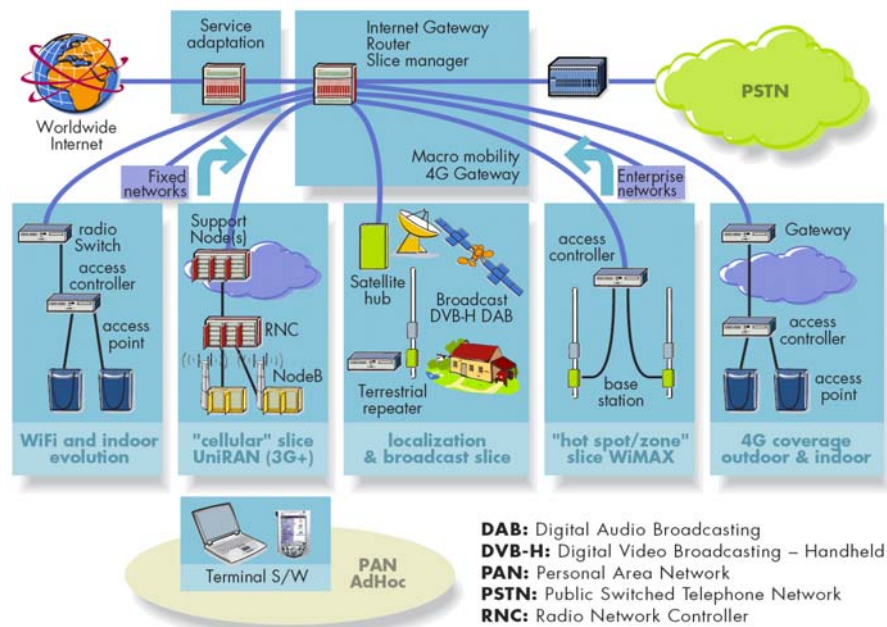 Service
adaptation
Internet Gateway
Router
Slice manager
PSTN
Worldwide
Internet
Fixed
networks
Macro mobility
4G Gateway
Enterprise
networks
radio
Switch
access
controller
access
point
WiFi and indoor
evolution
Support
Node(s)
RNC
NodeB
"cellular" slice
UniRAN (3G+)
Satellite
hub
Broadcast
DVB-H DAB
Terrestrial
repeater
localization
& broadcast slice
access
controller
base
station
"hot spot/zone"
slice WiMAX
Gateway
access
controller
access
point
4G coverage
outdoor & indoor
Terminal S/W
PAN
AdHoc
DAB: Digital Audio Broadcasting
DVB-H: Digital Video Broadcasting – Handheld
PAN: Personal Area Network
PSTN: Public Switched Telephone Network
RNC: Radio Network Controller